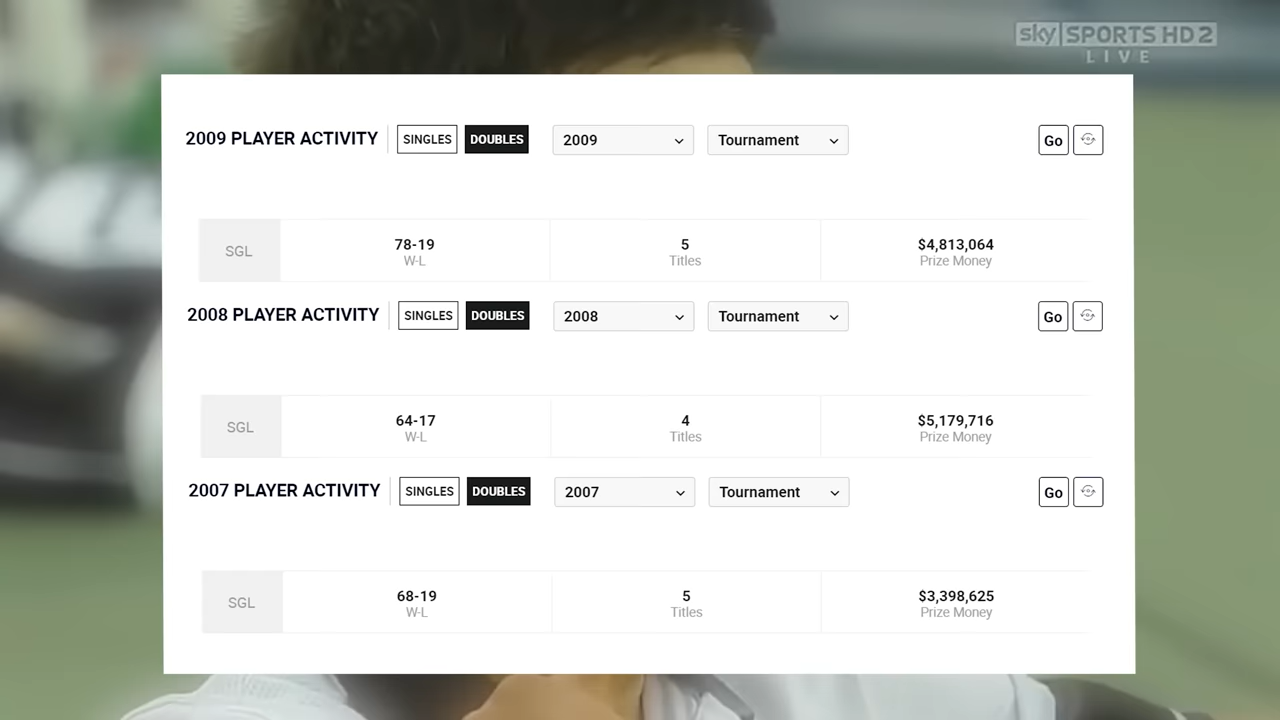 sky SPORTS HD 2
LIVE
2009 PLAYER ACTIVITY SINGLES DOUBLES 2009 Tournament Go
SGL 78-19 5 $4,813,064
W-L Titles Prize Money
2008 PLAYER ACTIVITY SINGLES DOUBLES 2008 Tournament Go
SGL 64-17 4 $5,179,716
W-L Titles Prize Money
2007 PLAYER ACTIVITY SINGLES DOUBLES 2007 Tournament Go
SGL 68-19 5 $3,398,625
W-L Titles Prize Money